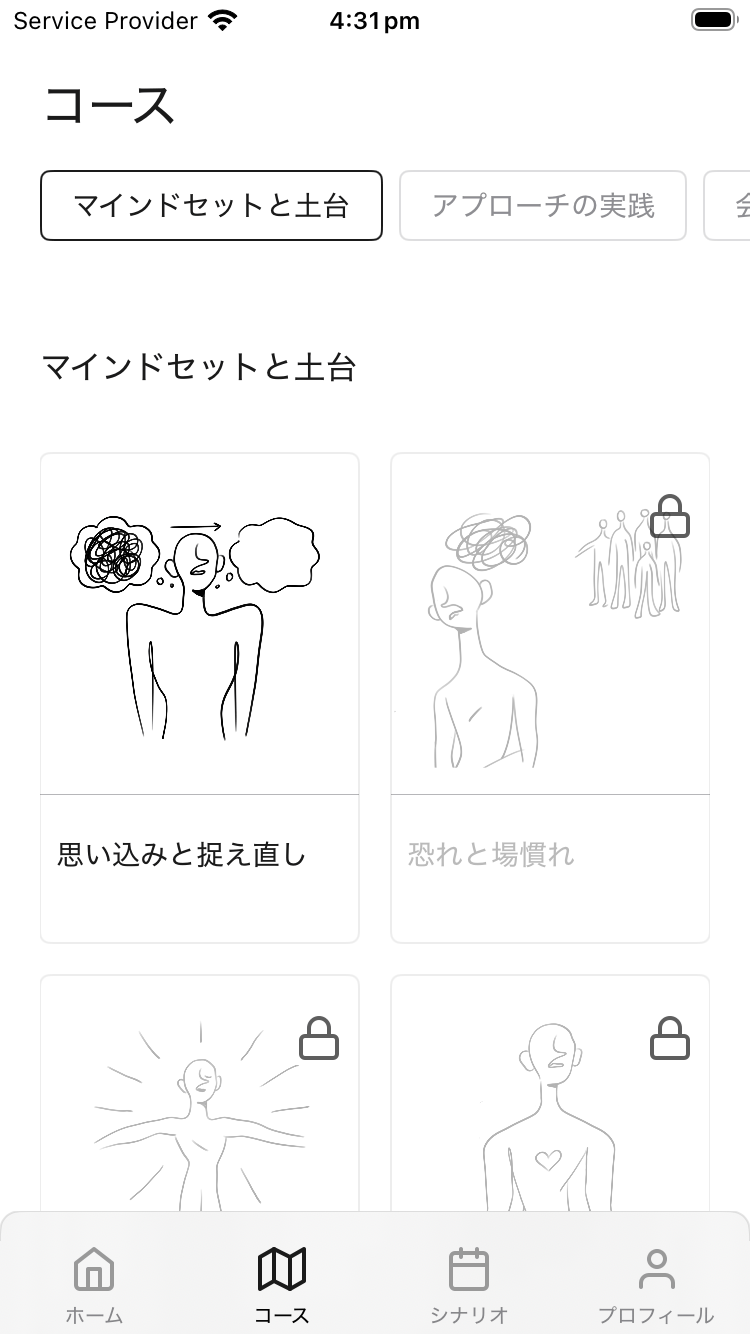 Service Provider 4:31 pm
コース
マインドセットと土台 アプローチの実践 会
マインドセットと土台
思い込みと捉え直し 恐れと場慣れ
ホーム コース シナリオ プロフィール